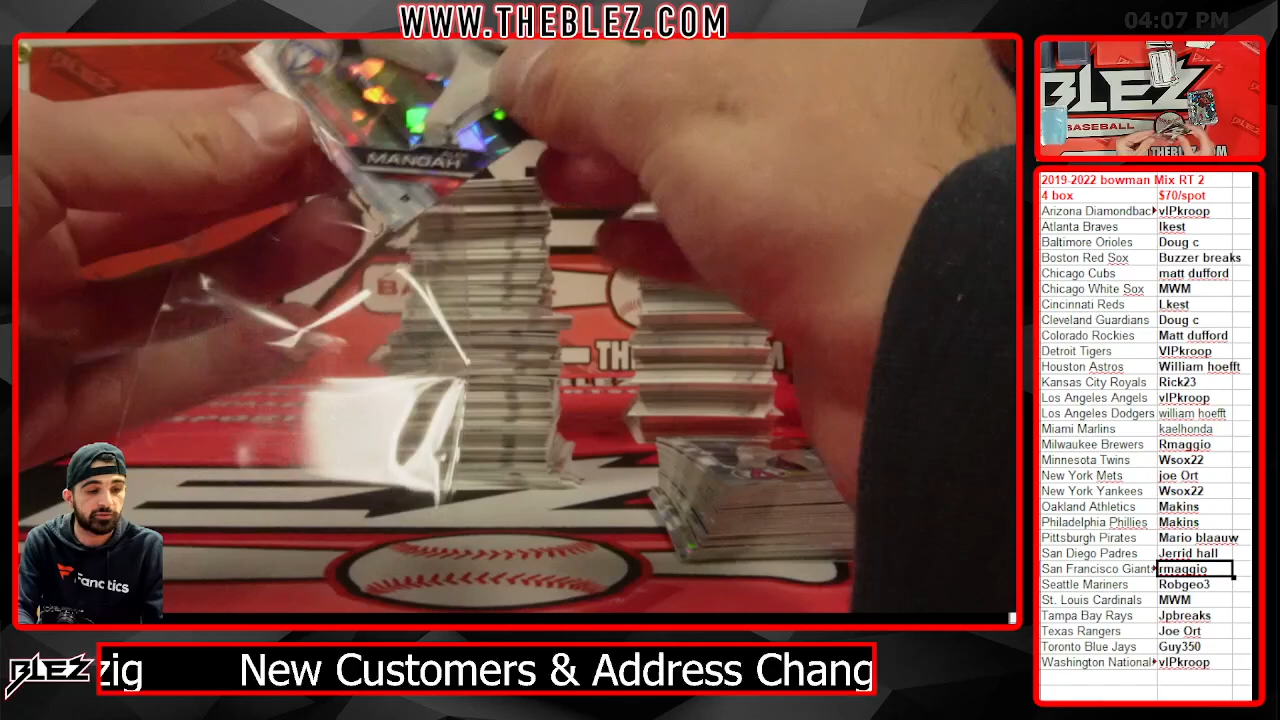 WWW.THEBLEZ.COM
04:07 PM
MANOAH
BLEZ
BASEBALL
THEBLEZ
2019-2022 bowman Mix RT 2
4 box $70/spot
Arizona Diamondbac vIPkroop
Atlanta Braves lkest
Baltimore Orioles Doug c
Boston Red Sox Buzzer breaks
Chicago Cubs matt dufford
Chicago White Sox MWM
Cincinnati Reds Lkest
Cleveland Guardians Doug c
Colorado Rockies Matt dufford
Detroit Tigers VIPkroop
Houston Astros William hoefft
Kansas City Royals Rick23
Los Angeles Angels vIPkroop
Los Angeles Dodgers william hoefft
Miami Marlins kaelhonda
Milwaukee Brewers Rmaggio
Minnesota Twins Wsox22
New York Mets joe Ort
New York Yankees Wsox22
Oakland Athletics Makins
Philadelphia Phillies Makins
Pittsburgh Pirates Mario blaauw
San Diego Padres Jerrid hall
San Francisco Giant rmaggio
Seattle Mariners Robgeo3
St. Louis Cardinals MWM
Tampa Bay Rays Jpbreaks
Texas Rangers Joe Ort
Toronto Blue Jays Guy350
Washington National vIPkroop
Fanatics
BLEZ
zig New Customers & Address Chang